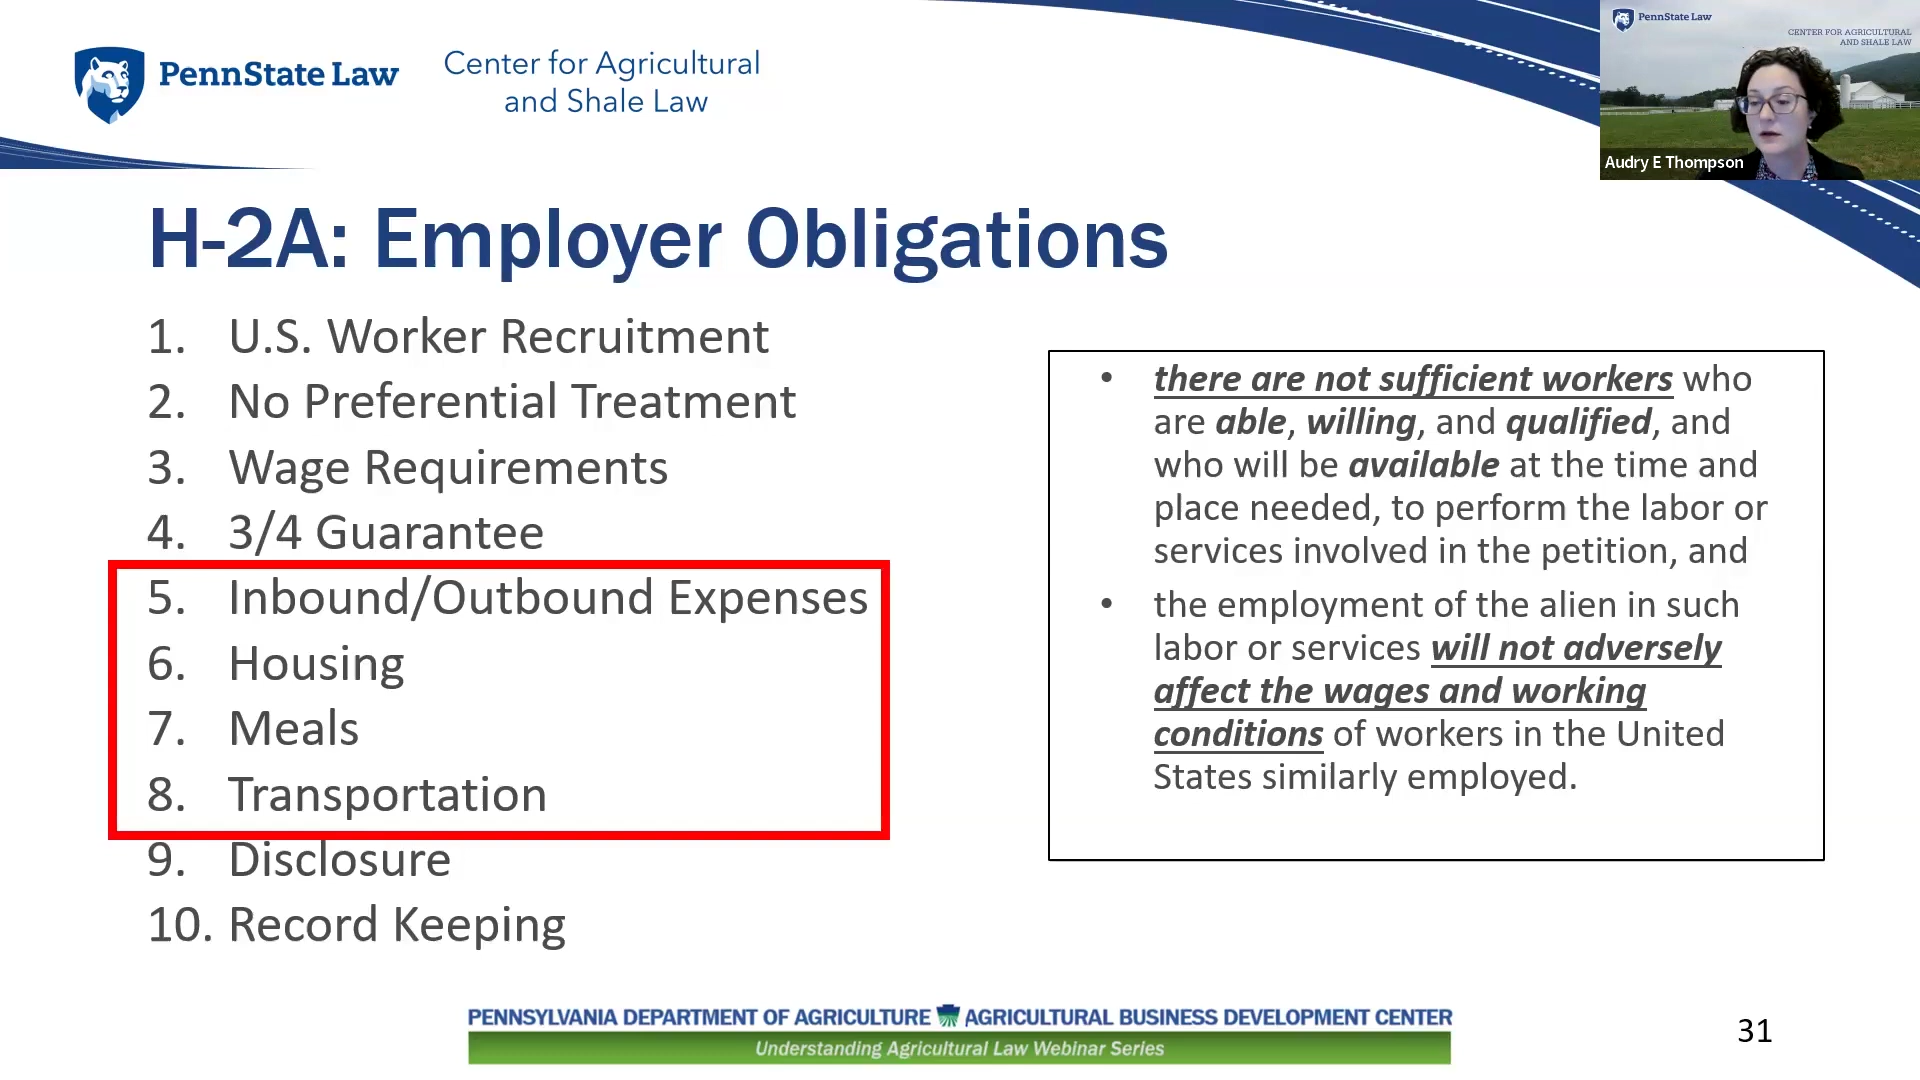 PennState Law
Center for Agricultural
and Shale Law
PennState Law
CENTER FOR AGRICULTURAL
AND SHALE LAW
Audry E Thompson
H-2A: Employer Obligations
1. U.S. Worker Recruitment
2. No Preferential Treatment
3. Wage Requirements
4. 3/4 Guarantee
5. Inbound/Outbound Expenses
6. Housing
7. Meals
8. Transportation
9. Disclosure
10. Record Keeping
• there are not sufficient workers who
are able, willing, and qualified, and
who will be available at the time and
place needed, to perform the labor or
services involved in the petition, and
• the employment of the alien in such
labor or services will not adversely
affect the wages and working
conditions of workers in the United
States similarly employed.
PENNSYLVANIA DEPARTMENT OF AGRICULTURE AGRICULTURAL BUSINESS DEVELOPMENT CENTER
Understanding Agricultural Law Webinar Series
31